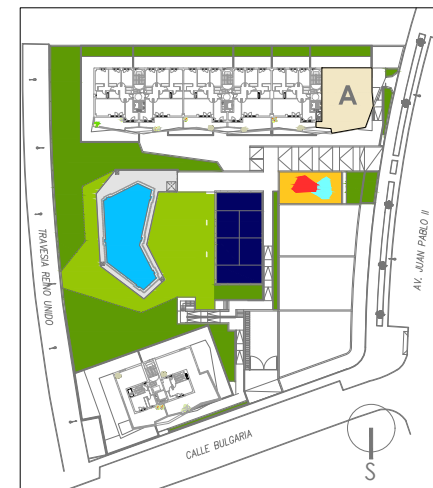 A
TRAVESIA REINO UNIDO
AV. JUAN PABLO II
CALLE BULGARIA
S